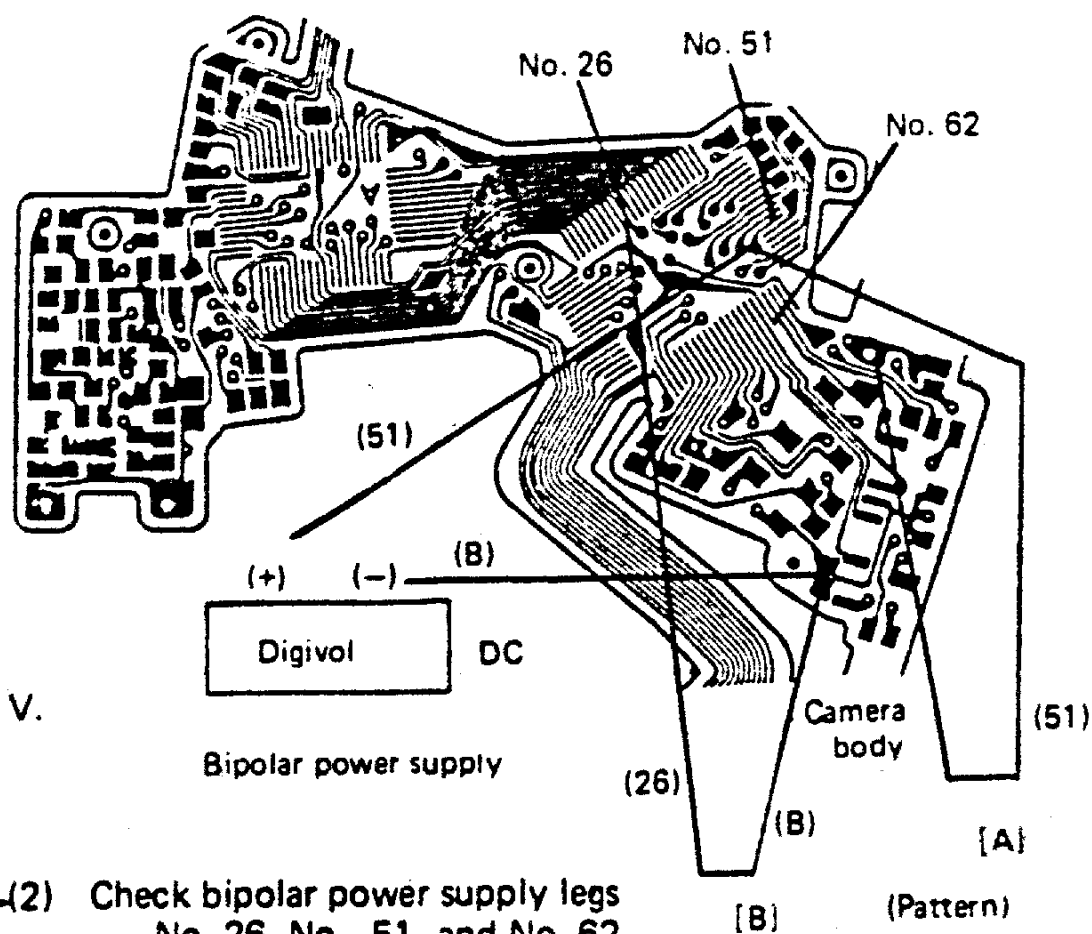 No. 26
No. 51
No. 62
A
(51)
(+) (−) (B)
Digivol DC
V.
Camera
body
(51)
Bipolar power supply
(26)
(B)
[A]
(2) Check bipolar power supply legs
No. 26, No. 51, and No. 62
[B]
(Pattern)